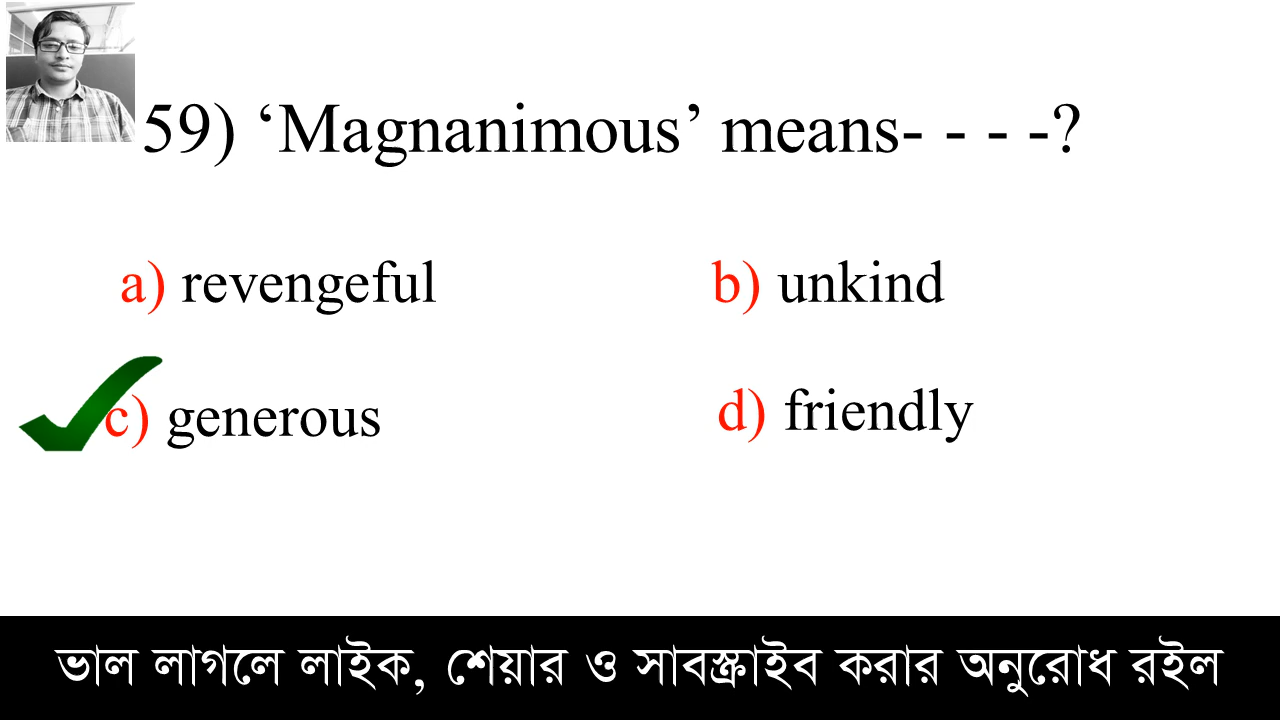 59) ‘Magnanimous’ means- - - -?
a) revengeful b) unkind
c) generous d) friendly
ভাল লাগলে লাইক, শেয়ার ও সাবস্ক্রাইব করার অনুরোধ রইল